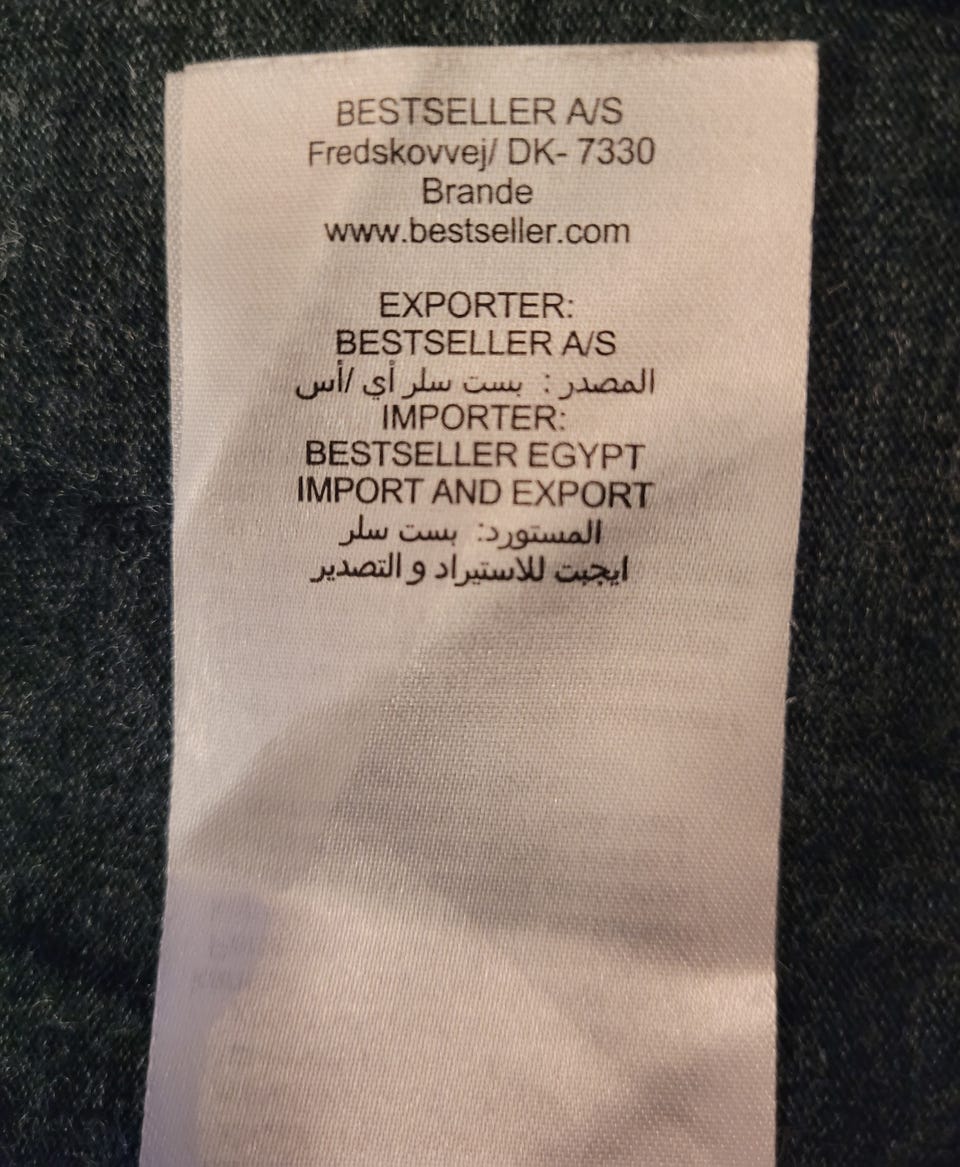 BESTSELLER A/S
Fredskovvej/ DK- 7330
Brande
www.bestseller.com
EXPORTER:
BESTSELLER A/S
المصدر : بست سلر أي /أس
IMPORTER:
BESTSELLER EGYPT
IMPORT AND EXPORT
المستورد: بست سلر
ايجبت للاستيراد و التصدير